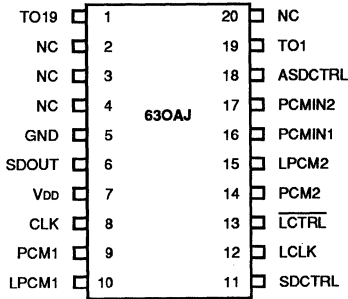 TO19 1 20 NC
NC 2 19 TO1
NC 3 18 ASDCTRL
NC 4 17 PCMIN2
63OAJ
GND 5 16 PCMIN1
SDOUT 6 15 LPCM2
VDD 7 14 PCM2
CLK 8 13 LCTRL
PCM1 9 12 LCLK
LPCM1 10 11 SDCTRL